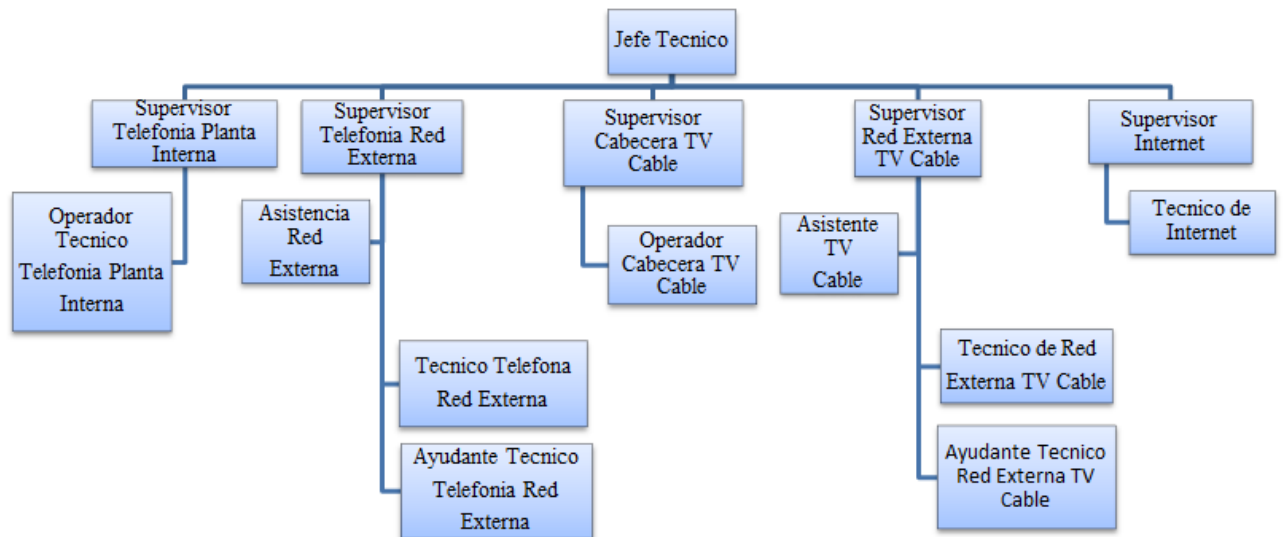 Jefe Tecnico
Supervisor
Telefonia Planta
Interna
Supervisor
Telefonia Red
Externa
Supervisor
Cabecera TV
Cable
Supervisor
Red Externa
TV Cable
Supervisor
Internet
Operador
Tecnico
Telefonia Planta
Interna
Asistencia
Red
Externa
Operador
Cabecera TV
Cable
Asistente
TV
Cable
Tecnico de
Internet
Tecnico Telefona
Red Externa
Tecnico de Red
Externa TV Cable
Ayudante Tecnico
Telefonia Red
Externa
Ayudante Tecnico
Red Externa TV
Cable